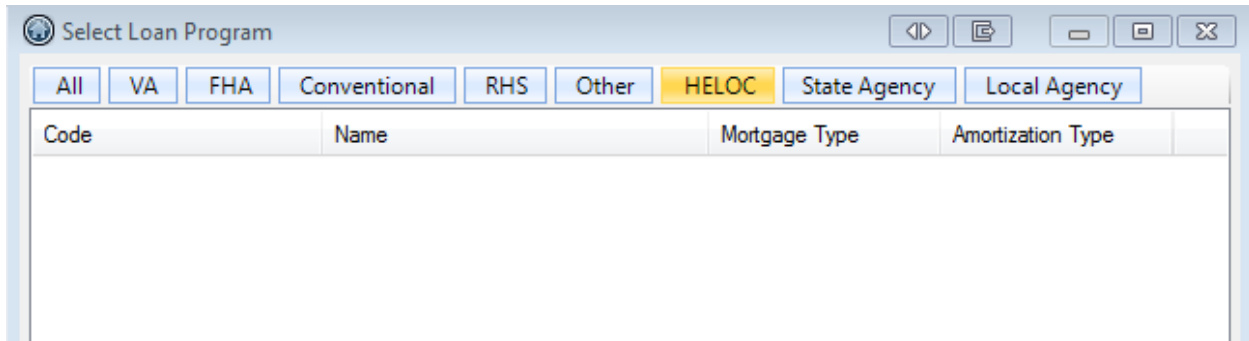 Select Loan Program
All VA FHA Conventional RHS Other HELOC State Agency Local Agency
Code Name Mortgage Type Amortization Type